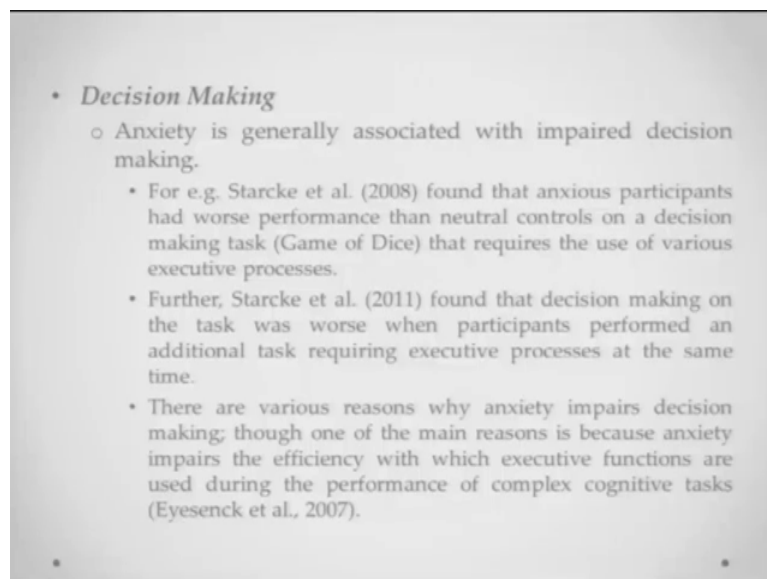 • Decision Making
o Anxiety is generally associated with impaired decision
making.
• For e.g. Starcke et al. (2008) found that anxious participants
had worse performance than neutral controls on a decision
making task (Game of Dice) that requires the use of various
executive processes.
• Further, Starcke et al. (2011) found that decision making on
the task was worse when participants performed an
additional task requiring executive processes at the same
time.
• There are various reasons why anxiety impairs decision
making; though one of the main reasons is because anxiety
impairs the efficiency with which executive functions are
used during the performance of complex cognitive tasks
(Eyesenck et al., 2007).